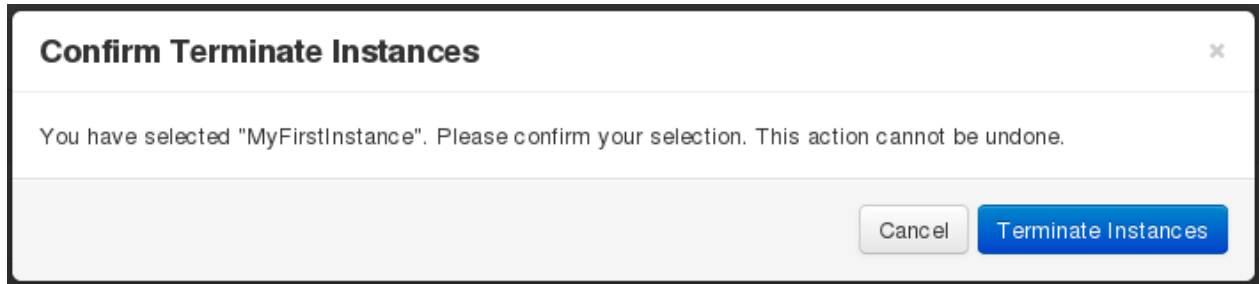 Confirm Terminate Instances ×
You have selected "MyFirstInstance". Please confirm your selection. This action cannot be undone.
Cancel Terminate Instances